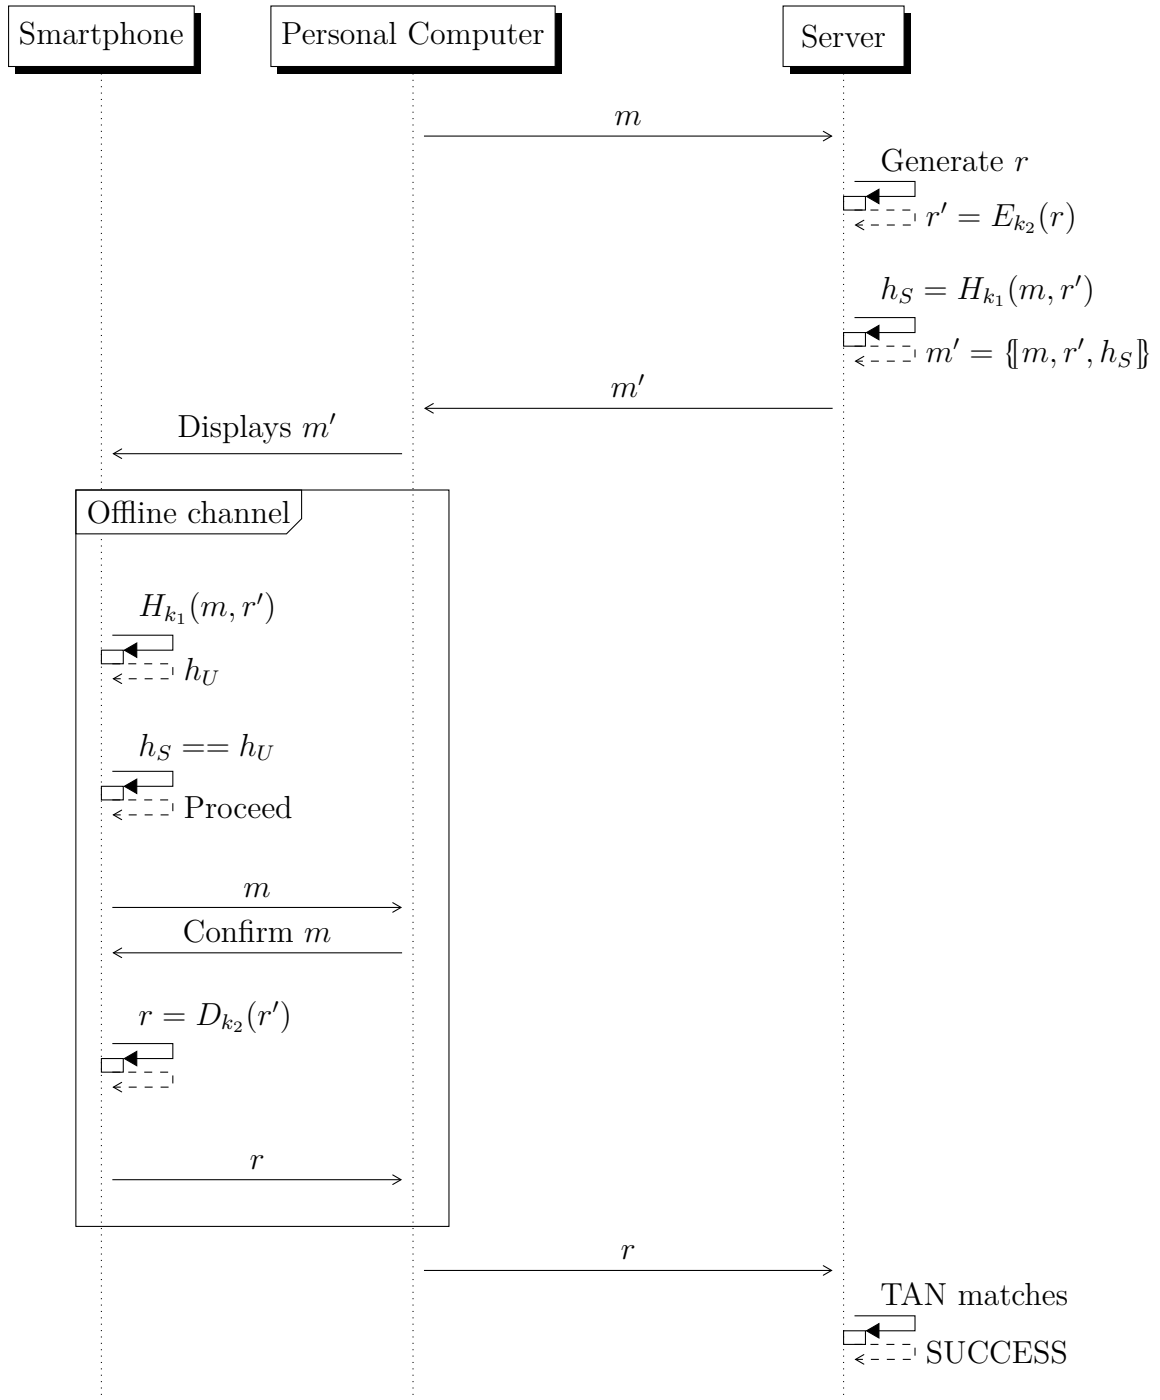 Smartphone
Personal Computer
Server
m
Generate r
r′ = E_{k_2}(r)
h_S = H_{k_1}(m, r′)
m′ = {[m, r′, h_S]}
m′
Displays m′
Offline channel
H_{k_1}(m, r′)
h_U
h_S == h_U
Proceed
m
Confirm m
r = D_{k_2}(r′)
r
r
TAN matches
SUCCESS